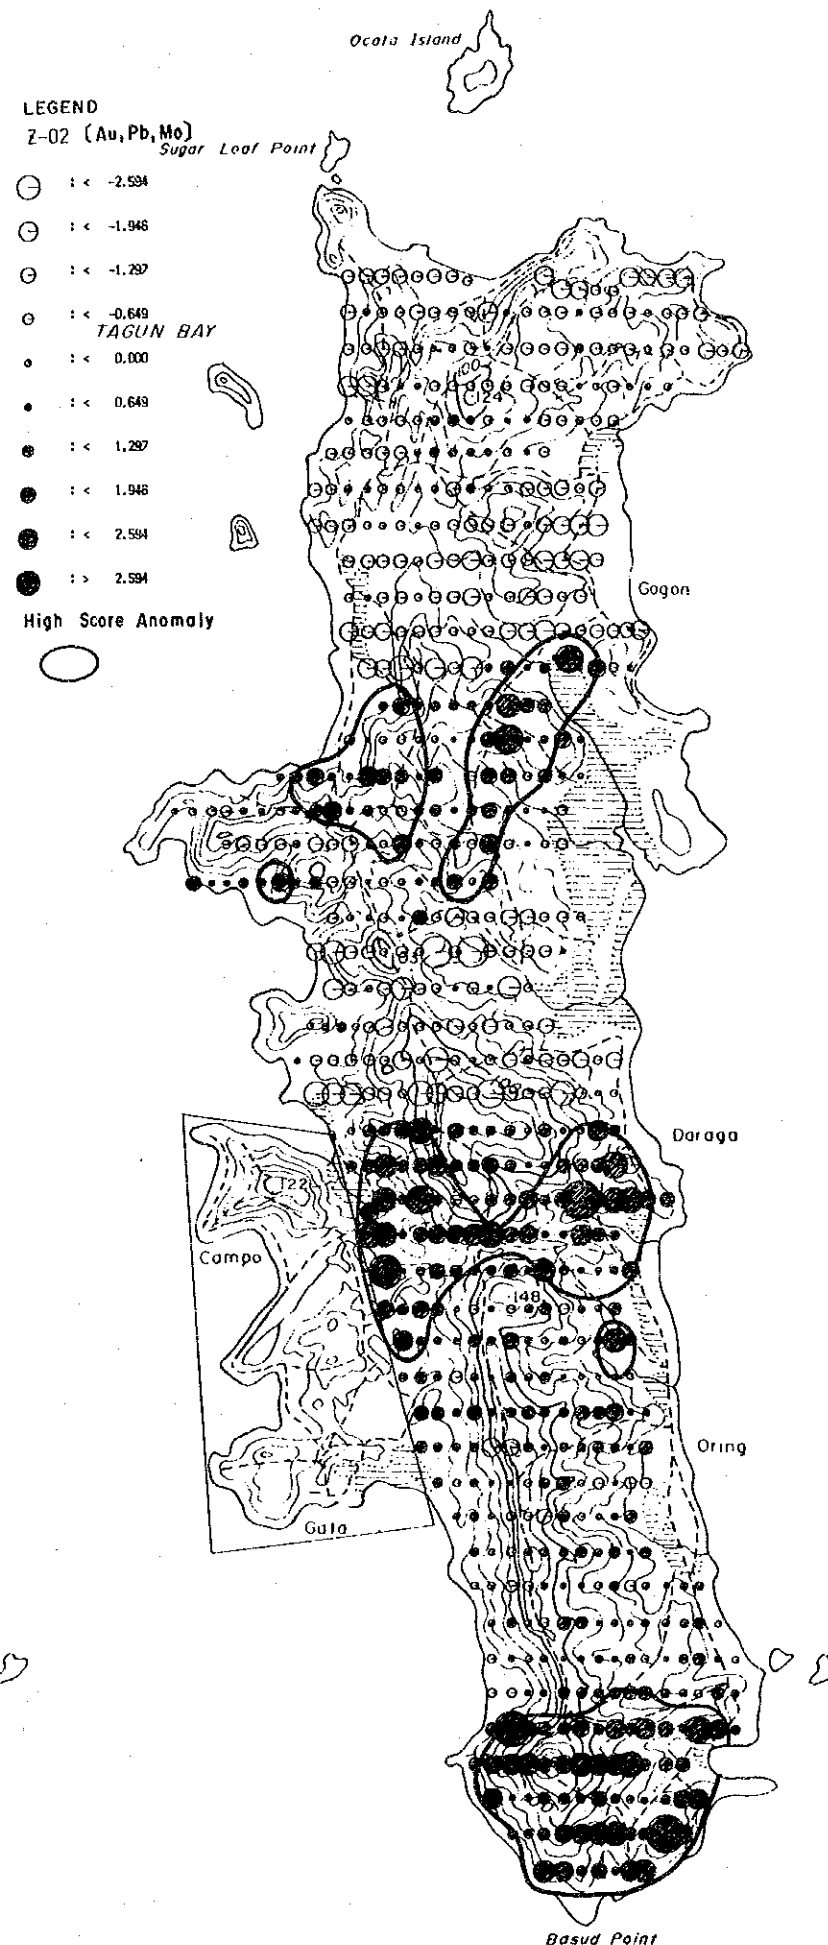 Ocata Island
LEGEND
Z-02 (Au, Pb, Mo)
Sugar Loaf Point
: < -2.594
: < -1.946
: < -1.297
: < -0.649
TAGUN BAY
: < 0.000
: < 0.649
: < 1.297
: < 1.946
: < 2.594
: > 2.594
High Score Anomaly
100
124
Gogon
Daraga
122
Campo
148
Oring
Gula
Basud Point